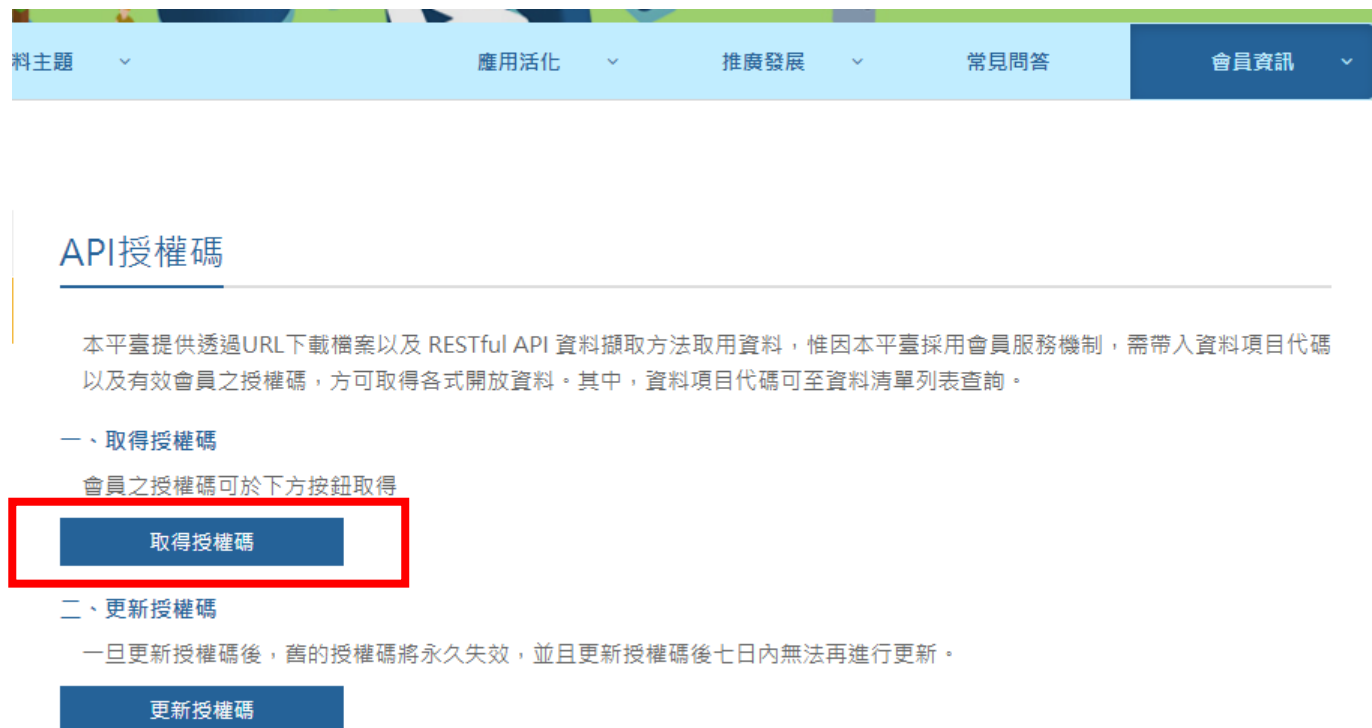 料主題
應用活化
推廣發展
常見問答
會員資訊
API授權碼
本平臺提供透過URL下載檔案以及 RESTful API 資料擷取方法取用資料，惟因本平臺採用會員服務機制，需帶入資料項目代碼
以及有效會員之授權碼，方可取得各式開放資料。其中，資料項目代碼可至資料清單列表查詢。
一、取得授權碼
會員之授權碼可於下方按鈕取得
取得授權碼
二、更新授權碼
一旦更新授權碼後，舊的授權碼將永久失效，並且更新授權碼後七日內無法再進行更新。
更新授權碼